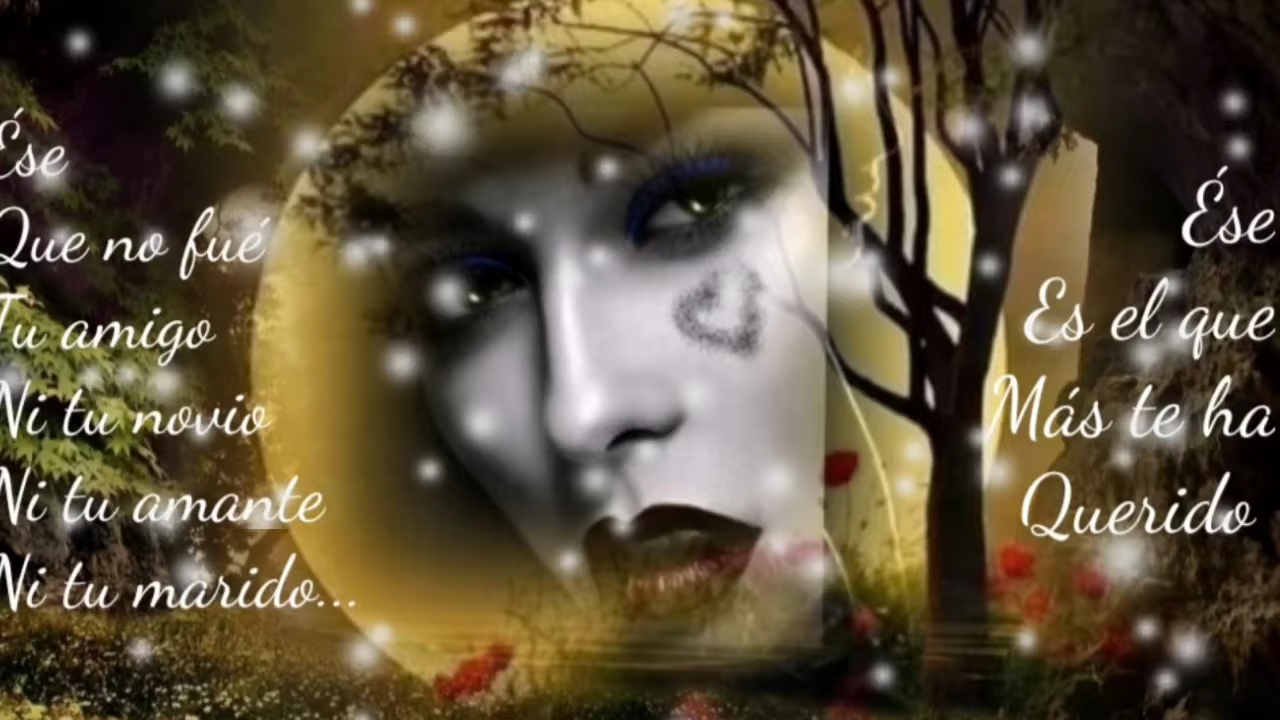 Ése
Que no fué
Tu amigo
Ni tu novio
Ni tu amante
Ni tu marido...
Ése
Es el que
Más te ha
Querido